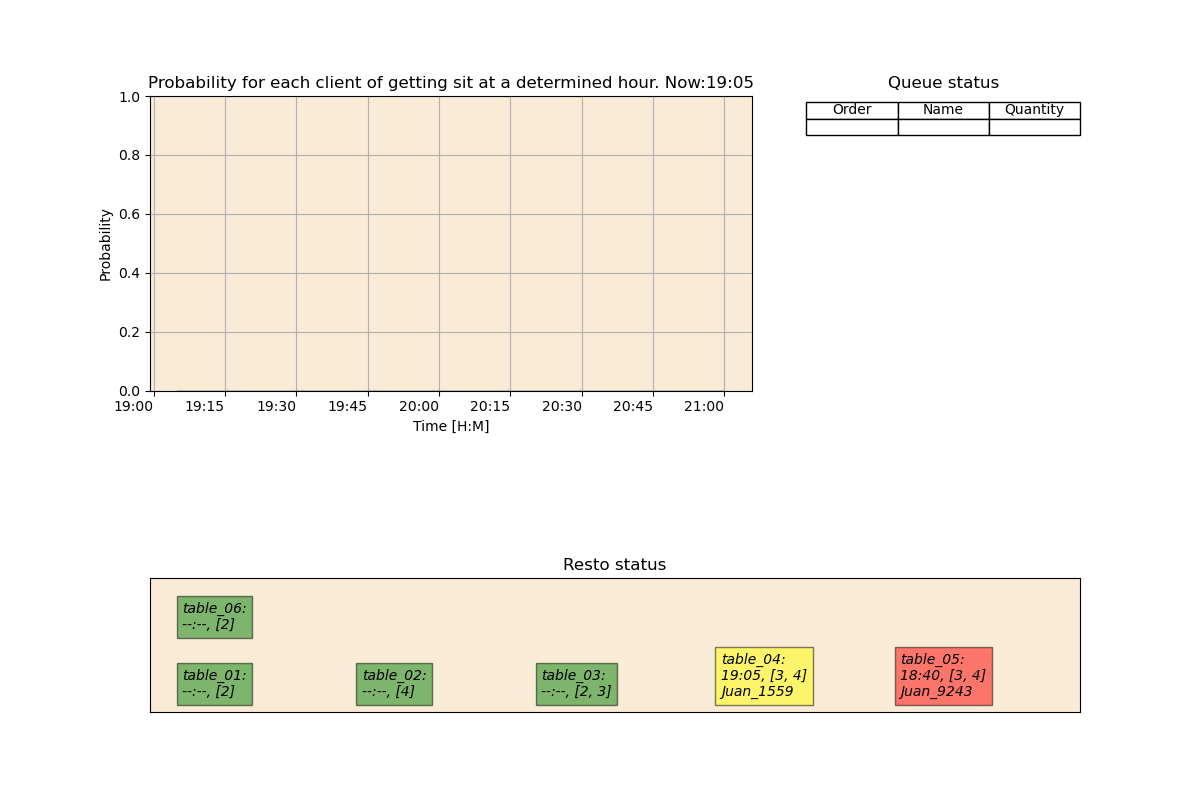 Probability for each client of getting sit at a determined hour. Now:19:05
1.0
0.8
0.6
0.4
0.2
0.0
Probability
19:00 19:15 19:30 19:45 20:00 20:15 20:30 20:45 21:00
Time [H:M]
Queue status
Order Name Quantity
Resto status
table_06:
--:--, [2]
table_01:
--:--, [2]
table_02:
--:--, [4]
table_03:
--:--, [2, 3]
table_04:
19:05, [3, 4]
Juan_1559
table_05:
18:40, [3, 4]
Juan_9243